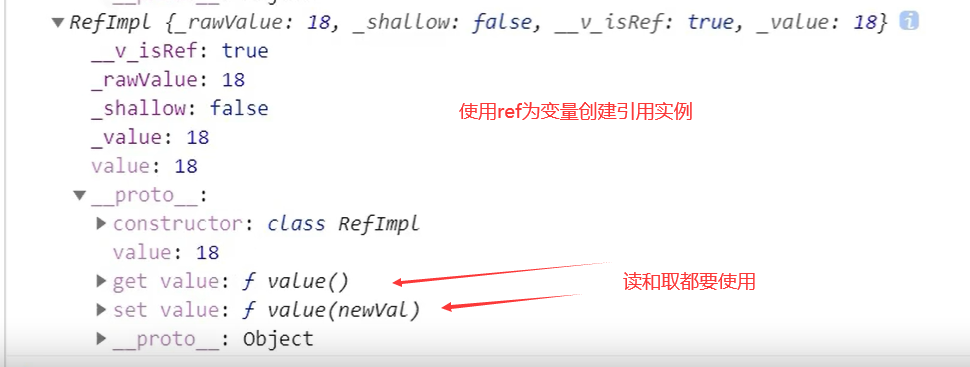 RefImpl {_rawValue: 18, _shallow: false, __v_isRef: true, _value: 18} i
__v_isRef: true
_rawValue: 18
_shallow: false
使用ref为变量创建引用实例
_value: 18
value: 18
__proto__:
constructor: class RefImpl
value: 18
get value: ƒ value()
读和取都要使用
set value: ƒ value(newVal)
__proto__: Object